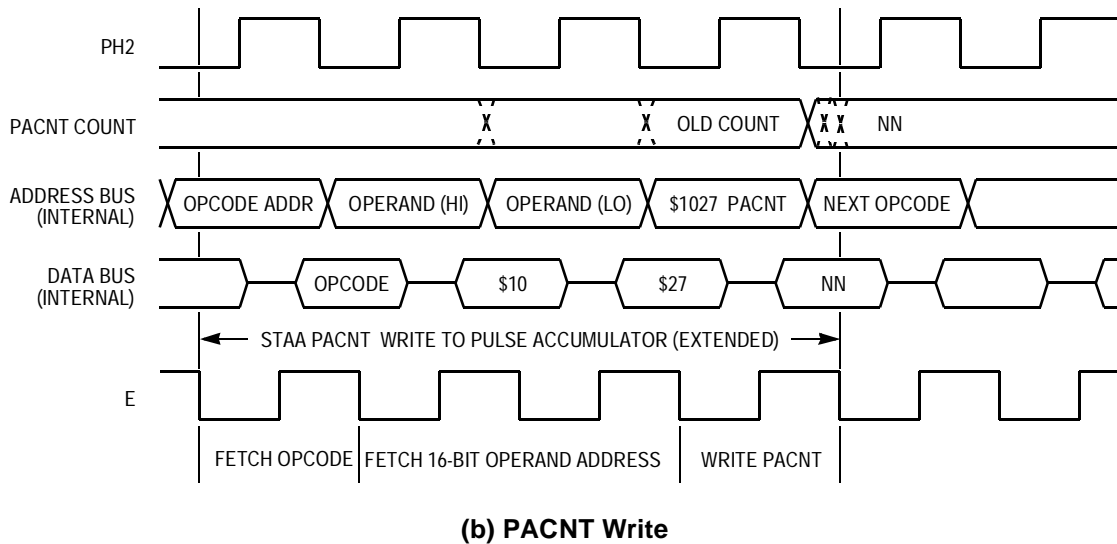 PH2
PACNT COUNT
OLD COUNT
NN
ADDRESS BUS
(INTERNAL)
OPCODE ADDR
OPERAND (HI)
OPERAND (LO)
$1027 PACNT
NEXT OPCODE
DATA BUS
(INTERNAL)
OPCODE
$10
$27
NN
STAA PACNT WRITE TO PULSE ACCUMULATOR (EXTENDED)
E
FETCH OPCODE
FETCH 16-BIT OPERAND ADDRESS
WRITE PACNT
(b) PACNT Write